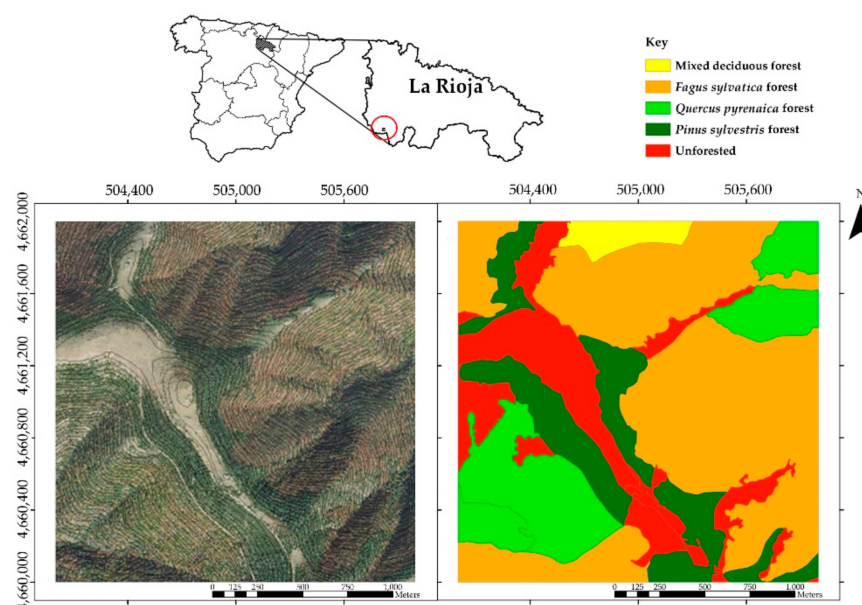 Key
Mixed deciduous forest
Fagus sylvatica forest
Quercus pyrenaica forest
Pinus sylvestris forest
Unforested
La Rioja
504,400 505,000 505,600 504,400 505,000 505,600
N
4,662,000
4,661,600
4,661,200
4,660,800
4,660,400
4,660,000
0 125 250 500 750 1,000
Meters
0 125 250 500 750 1,000
Meters